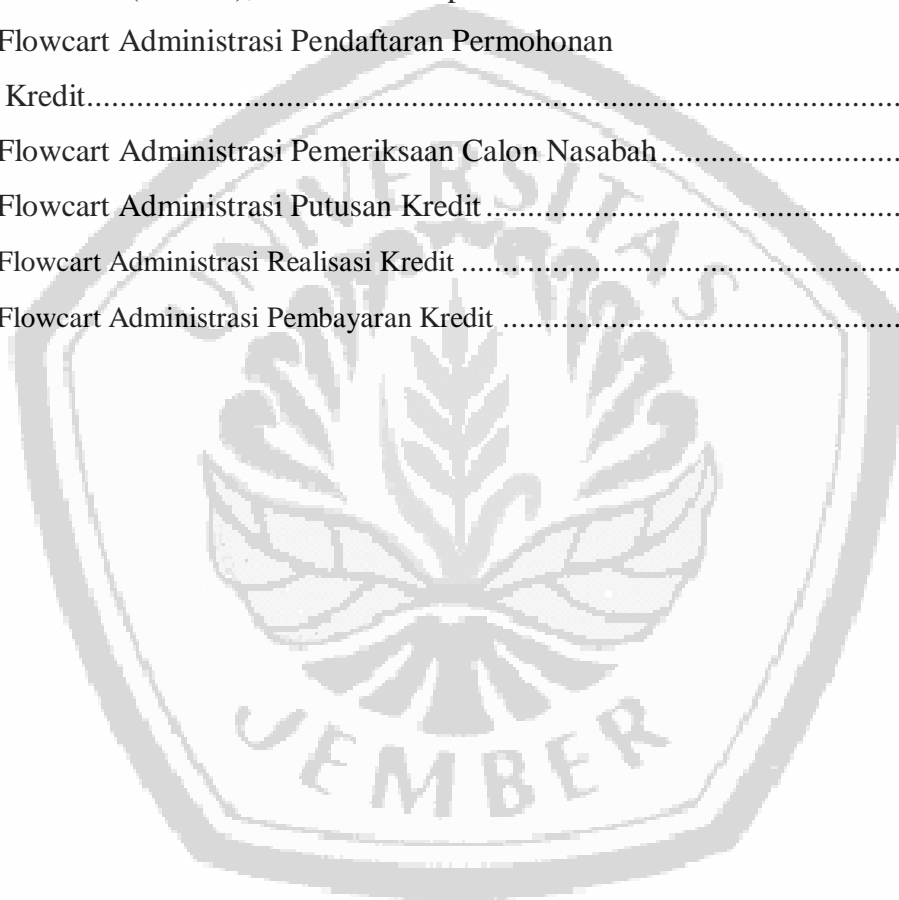 Flowcart Administrasi Pendaftaran Permohonan
Kredit................................................................................................
Flowcart Administrasi Pemeriksaan Calon Nasabah.............................
Flowcart Administrasi Putusan Kredit..................................................
Flowcart Administrasi Realisasi Kredit.....................................................
Flowcart Administrasi Pembayaran Kredit................................................
UNIVERSITAS
JEMBER